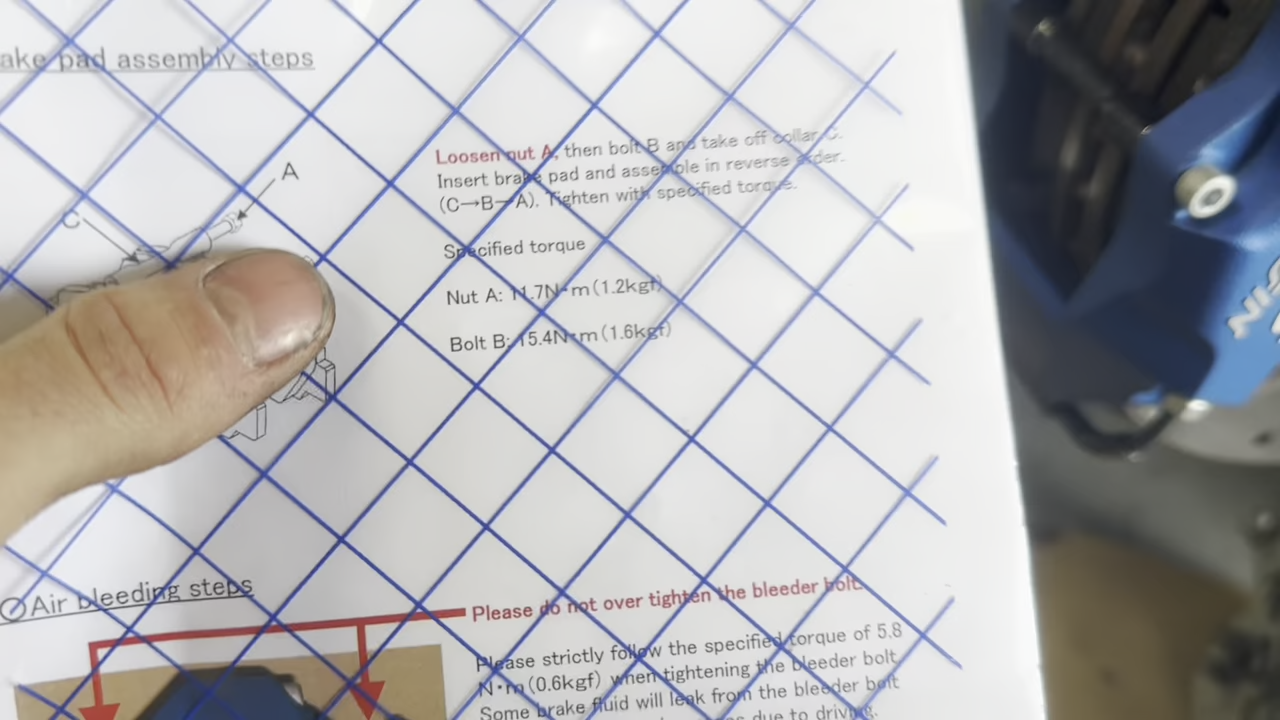 ake pad assembly steps
A
C
Loosen nut A, then bolt B and take off collar C.
Insert brake pad and assemble in reverse order.
(C→B→A). Tighten with specified torque.
Specified torque
Nut A: 11.7N·m(1.2kgf)
Bolt B: 15.4N·m(1.6kgf)
Air bleeding steps
Please do not over tighten the bleeder bolt.
Please strictly follow the specified torque of 5.8
N·m(0.6kgf) when tightening the bleeder bolt
Some brake fluid will leak from the bleeder bolt
due to driving.